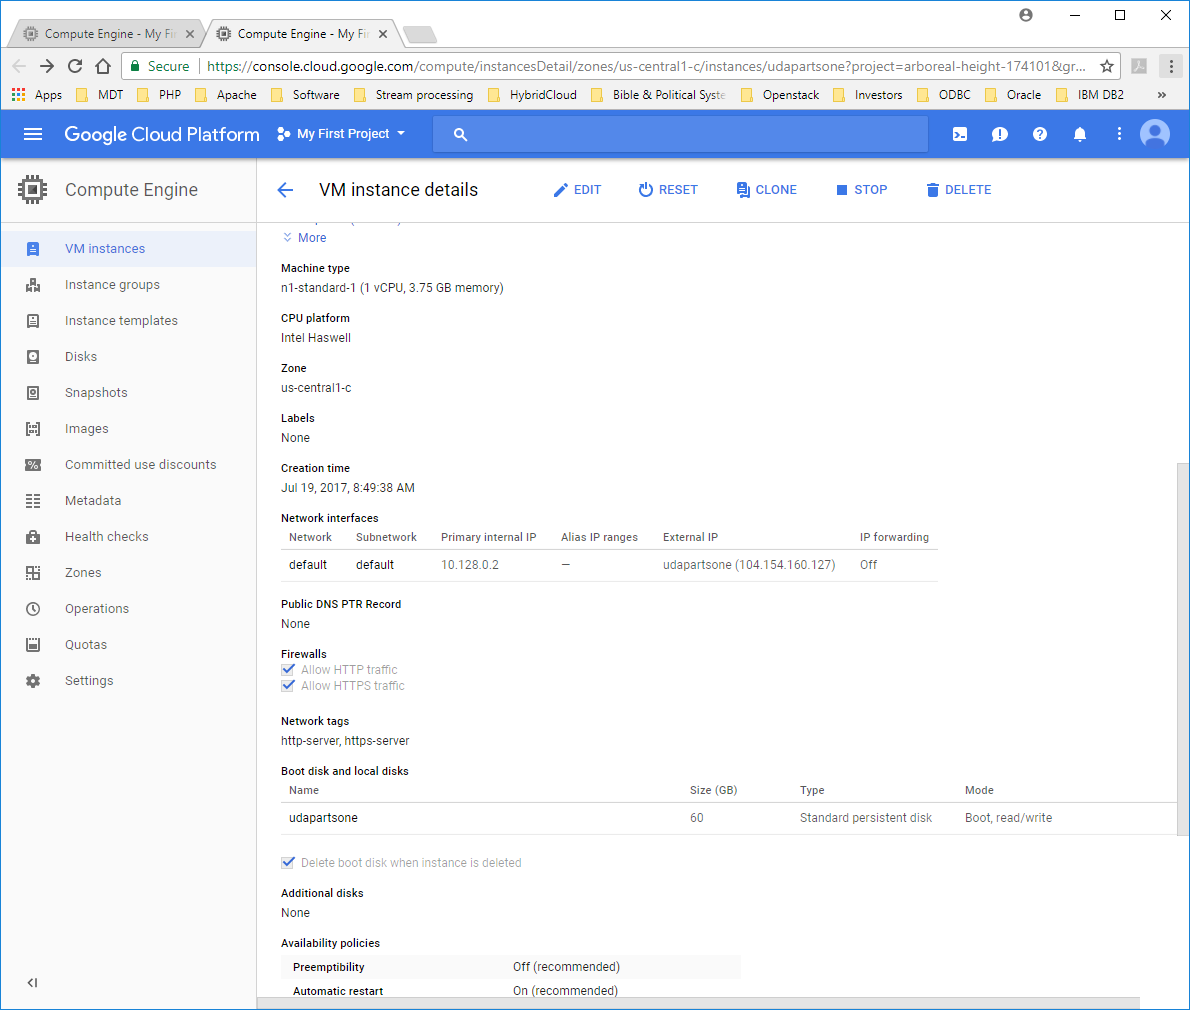 Compute Engine - My Fi
Compute Engine - My Fi
Secure
https://console.cloud.google.com/compute/instancesDetail/zones/us-central1-c/instances/udapartsone?project=arboreal-height-174101&gr...
Apps MDT PHP Apache Software Stream processing HybridCloud Bible & Political Syste Openstack Investors ODBC Oracle IBM DB2 »
Google Cloud Platform My First Project
Compute Engine
VM instance details EDIT RESET CLONE STOP DELETE
VM instances
Instance groups
Instance templates
Disks
Snapshots
Images
Committed use discounts
Metadata
Health checks
Zones
Operations
Quotas
Settings
More
Machine type
n1-standard-1 (1 vCPU, 3.75 GB memory)
CPU platform
Intel Haswell
Zone
us-central1-c
Labels
None
Creation time
Jul 19, 2017, 8:49:38 AM
Network interfaces
Network Subnetwork Primary internal IP Alias IP ranges External IP IP forwarding
default default 10.128.0.2 — udapartsone (104.154.160.127) Off
Public DNS PTR Record
None
Firewalls
Allow HTTP traffic
Allow HTTPS traffic
Network tags
http-server, https-server
Boot disk and local disks
Name Size (GB) Type Mode
udapartsone 60 Standard persistent disk Boot, read/write
Delete boot disk when instance is deleted
Additional disks
None
Availability policies
Preemptibility Off (recommended)
Automatic restart On (recommended)